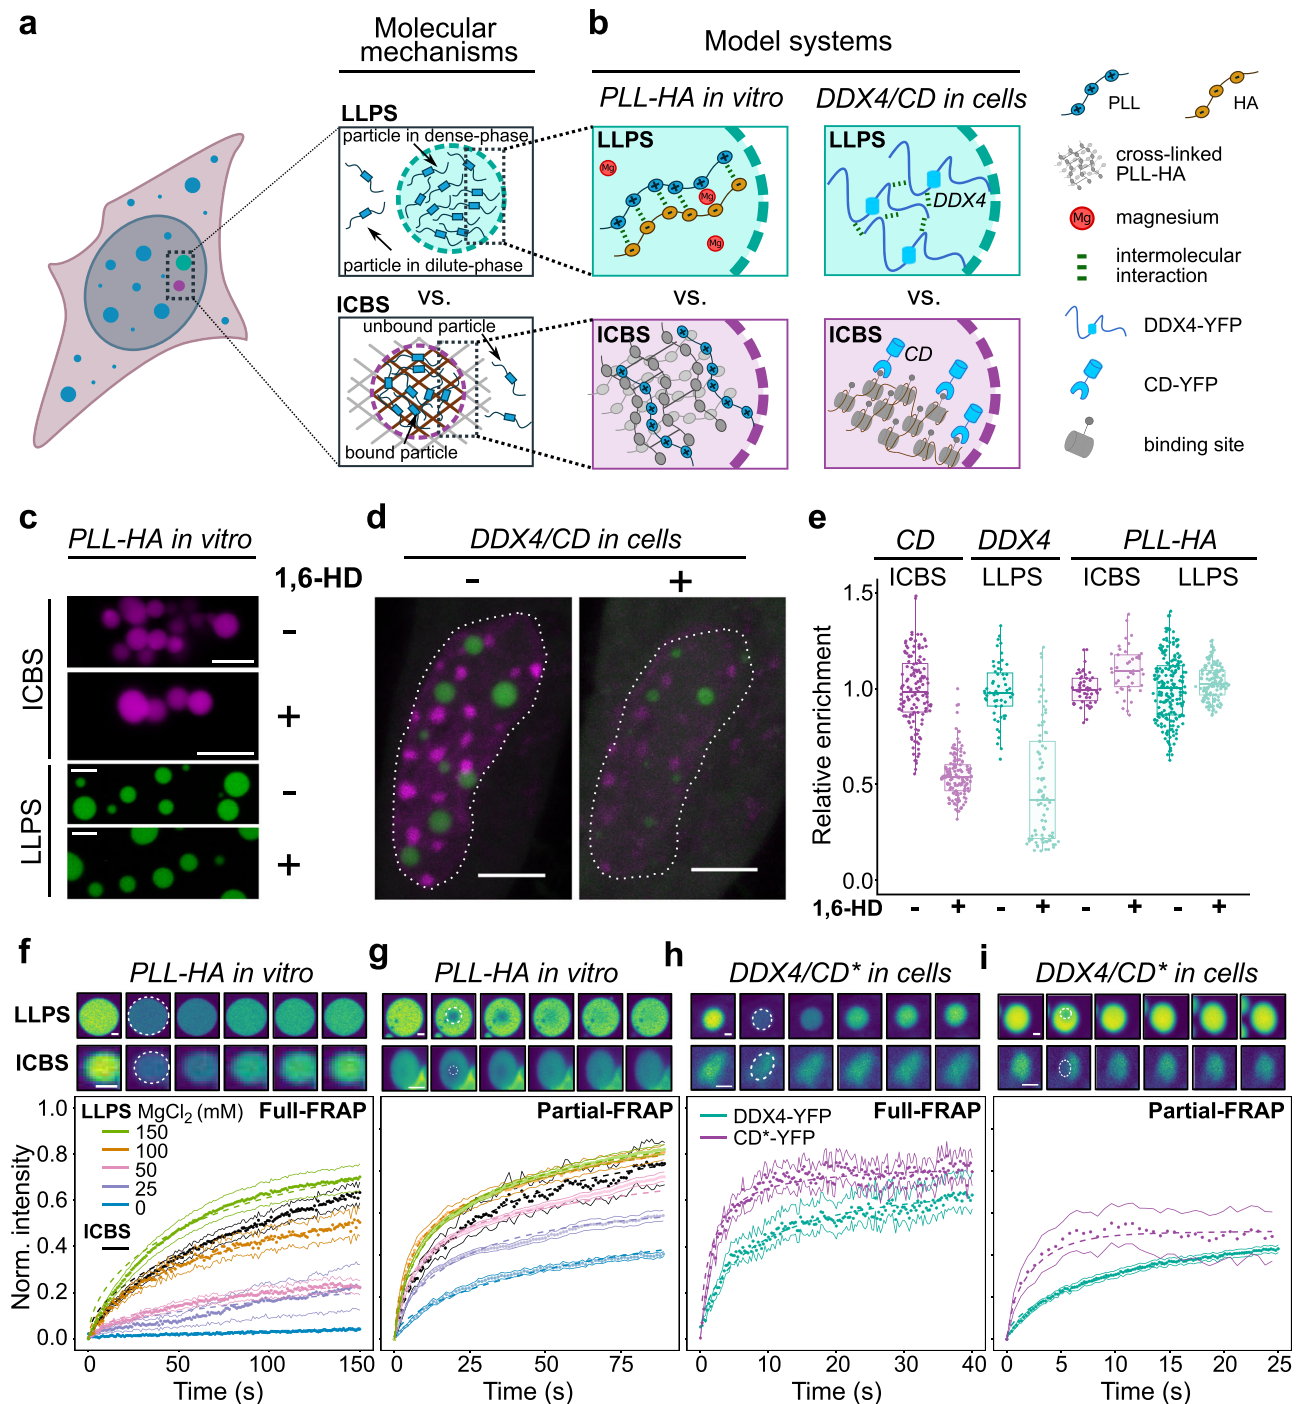 a
Molecular
mechanisms
b
Model systems
PLL-HA in vitro
DDX4/CD in cells
LLPS
particle in dense-phase
particle in dilute-phase
LLPS
Mg
Mg
Mg
LLPS
DDX4
vs.
vs.
vs.
ICBS
unbound particle
bound particle
ICBS
ICBS
CD
PLL
HA
cross-linked
PLL-HA
Mg
magnesium
intermolecular
interaction
DDX4-YFP
CD-YFP
binding site
c
PLL-HA in vitro
1,6-HD
ICBS
-
+
LLPS
-
+
d
DDX4/CD in cells
- +
e
CD DDX4 PLL-HA
ICBS LLPS ICBS LLPS
Relative enrichment
1.5
1.0
0.5
0.0
1,6-HD - + - + - + - +
f
PLL-HA in vitro
g
PLL-HA in vitro
h
DDX4/CD* in cells
i
DDX4/CD* in cells
LLPS
ICBS
Norm. intensity
1.0
0.8
0.6
0.4
0.2
0.0
LLPS MgCl2 (mM)
150
100
50
25
0
ICBS
Full-FRAP
0 50 100 150
Time (s)
Partial-FRAP
0 25 50 75
Time (s)
Full-FRAP
DDX4-YFP
CD*-YFP
0 10 20 30 40
Time (s)
Partial-FRAP
0 5 10 15 20 25
Time (s)